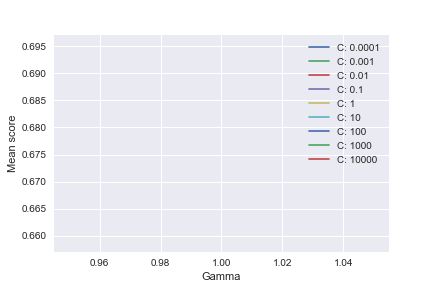 0.695
0.690
0.685
0.680
0.675
0.670
0.665
0.660
Mean score
C: 0.0001
C: 0.001
C: 0.01
C: 0.1
C: 1
C: 10
C: 100
C: 1000
C: 10000
0.96 0.98 1.00 1.02 1.04
Gamma